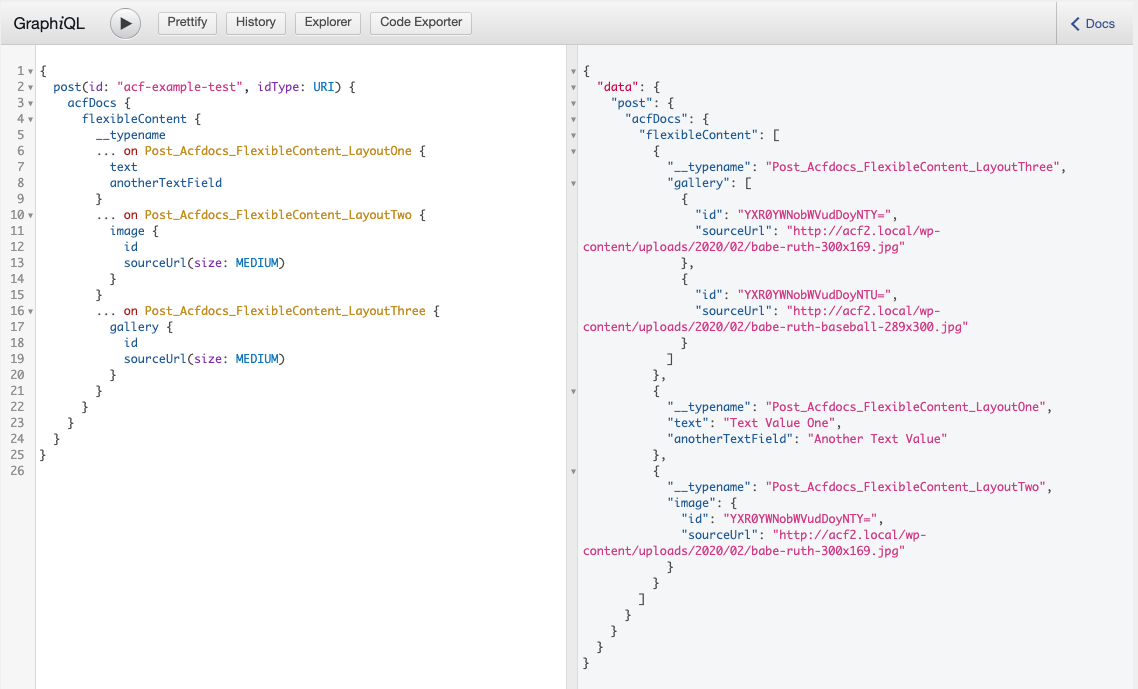 GraphiQL
Prettify
History
Explorer
Code Exporter
Docs
1 {
2 post(id: "acf-example-test", idType: URI) {
3 acfDocs {
4 flexibleContent {
5 __typename
6 ... on Post_Acfdocs_FlexibleContent_LayoutOne {
7 text
8 anotherTextField
9 }
10 ... on Post_Acfdocs_FlexibleContent_LayoutTwo {
11 image {
12 id
13 sourceUrl(size: MEDIUM)
14 }
15 }
16 ... on Post_Acfdocs_FlexibleContent_LayoutThree {
17 gallery {
18 id
19 sourceUrl(size: MEDIUM)
20 }
21 }
22 }
23 }
24 }
25 }
26
{
"data": {
"post": {
"acfDocs": {
"flexibleContent": [
{
"__typename": "Post_Acfdocs_FlexibleContent_LayoutThree",
"gallery": [
{
"id": "YXR0YWNobWVudDoyNTY=",
"sourceUrl": "http://acf2.local/wp-
content/uploads/2020/02/babe-ruth-300x169.jpg"
},
{
"id": "YXR0YWNobWVudDoyNTU=",
"sourceUrl": "http://acf2.local/wp-
content/uploads/2020/02/babe-ruth-baseball-289x300.jpg"
}
]
},
{
"__typename": "Post_Acfdocs_FlexibleContent_LayoutOne",
"text": "Text Value One",
"anotherTextField": "Another Text Value"
},
{
"__typename": "Post_Acfdocs_FlexibleContent_LayoutTwo",
"image": {
"id": "YXR0YWNobWVudDoyNTY=",
"sourceUrl": "http://acf2.local/wp-
content/uploads/2020/02/babe-ruth-300x169.jpg"
}
}
]
}
}
}
}